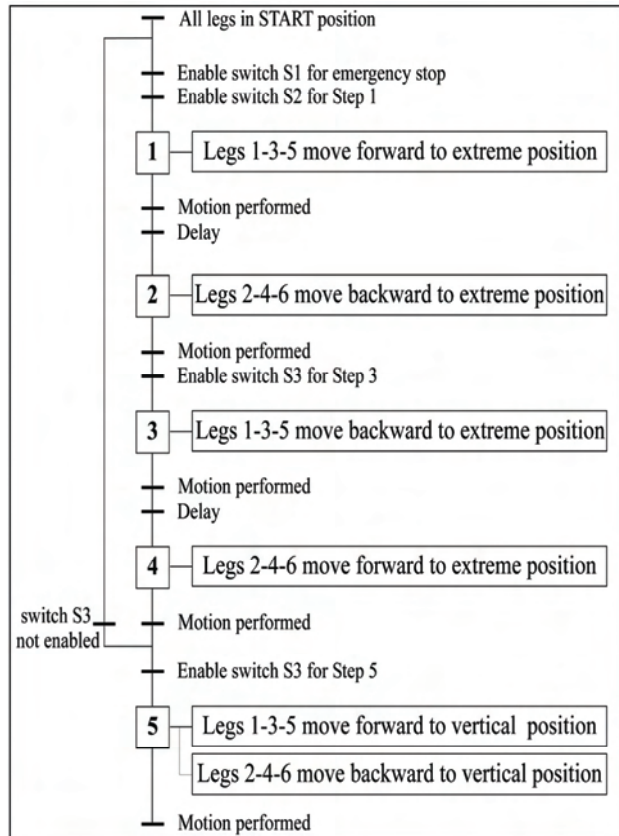 All legs in START position
Enable switch S1 for emergency stop
Enable switch S2 for Step 1
1
Legs 1-3-5 move forward to extreme position
Motion performed
Delay
2
Legs 2-4-6 move backward to extreme position
Motion performed
Enable switch S3 for Step 3
3
Legs 1-3-5 move backward to extreme position
Motion performed
Delay
4
Legs 2-4-6 move forward to extreme position
switch S3
not enabled
Motion performed
Enable switch S3 for Step 5
5
Legs 1-3-5 move forward to vertical position
Legs 2-4-6 move backward to vertical position
Motion performed